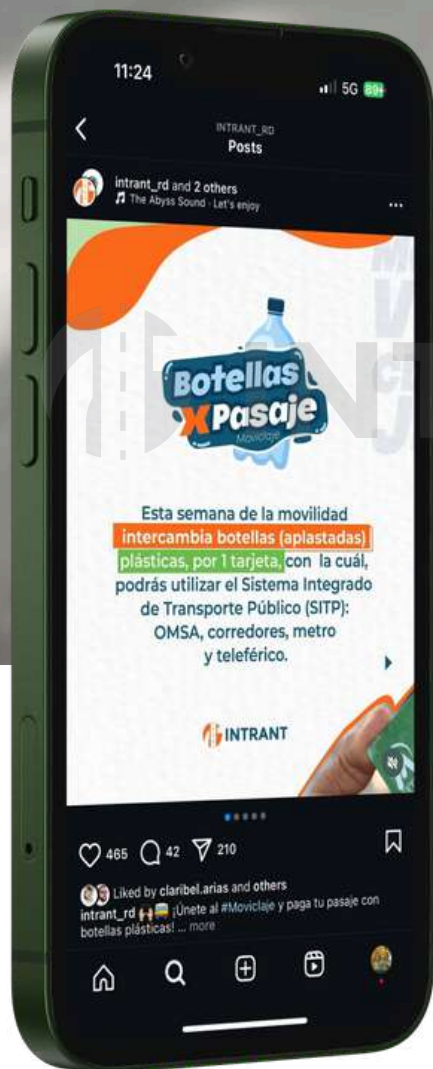 11:24
5G 89+
INTRANT_RD
Posts
intrant_rd and 2 others
The Abyss Sound · Let's enjoy
Botellas
X Pasaje
Moviclaje
Esta semana de la movilidad
intercambia botellas (aplastadas)
plásticas, por 1 tarjeta, con la cuál,
podrás utilizar el Sistema Integrado
de Transporte Público (SITP):
OMSA, corredores, metro
y teleférico.
INTRANT
465 42 210
Liked by claribel.arias and others
intrant_rd ¡Únete al #Moviclaje y paga tu pasaje con
botellas plásticas! ... more